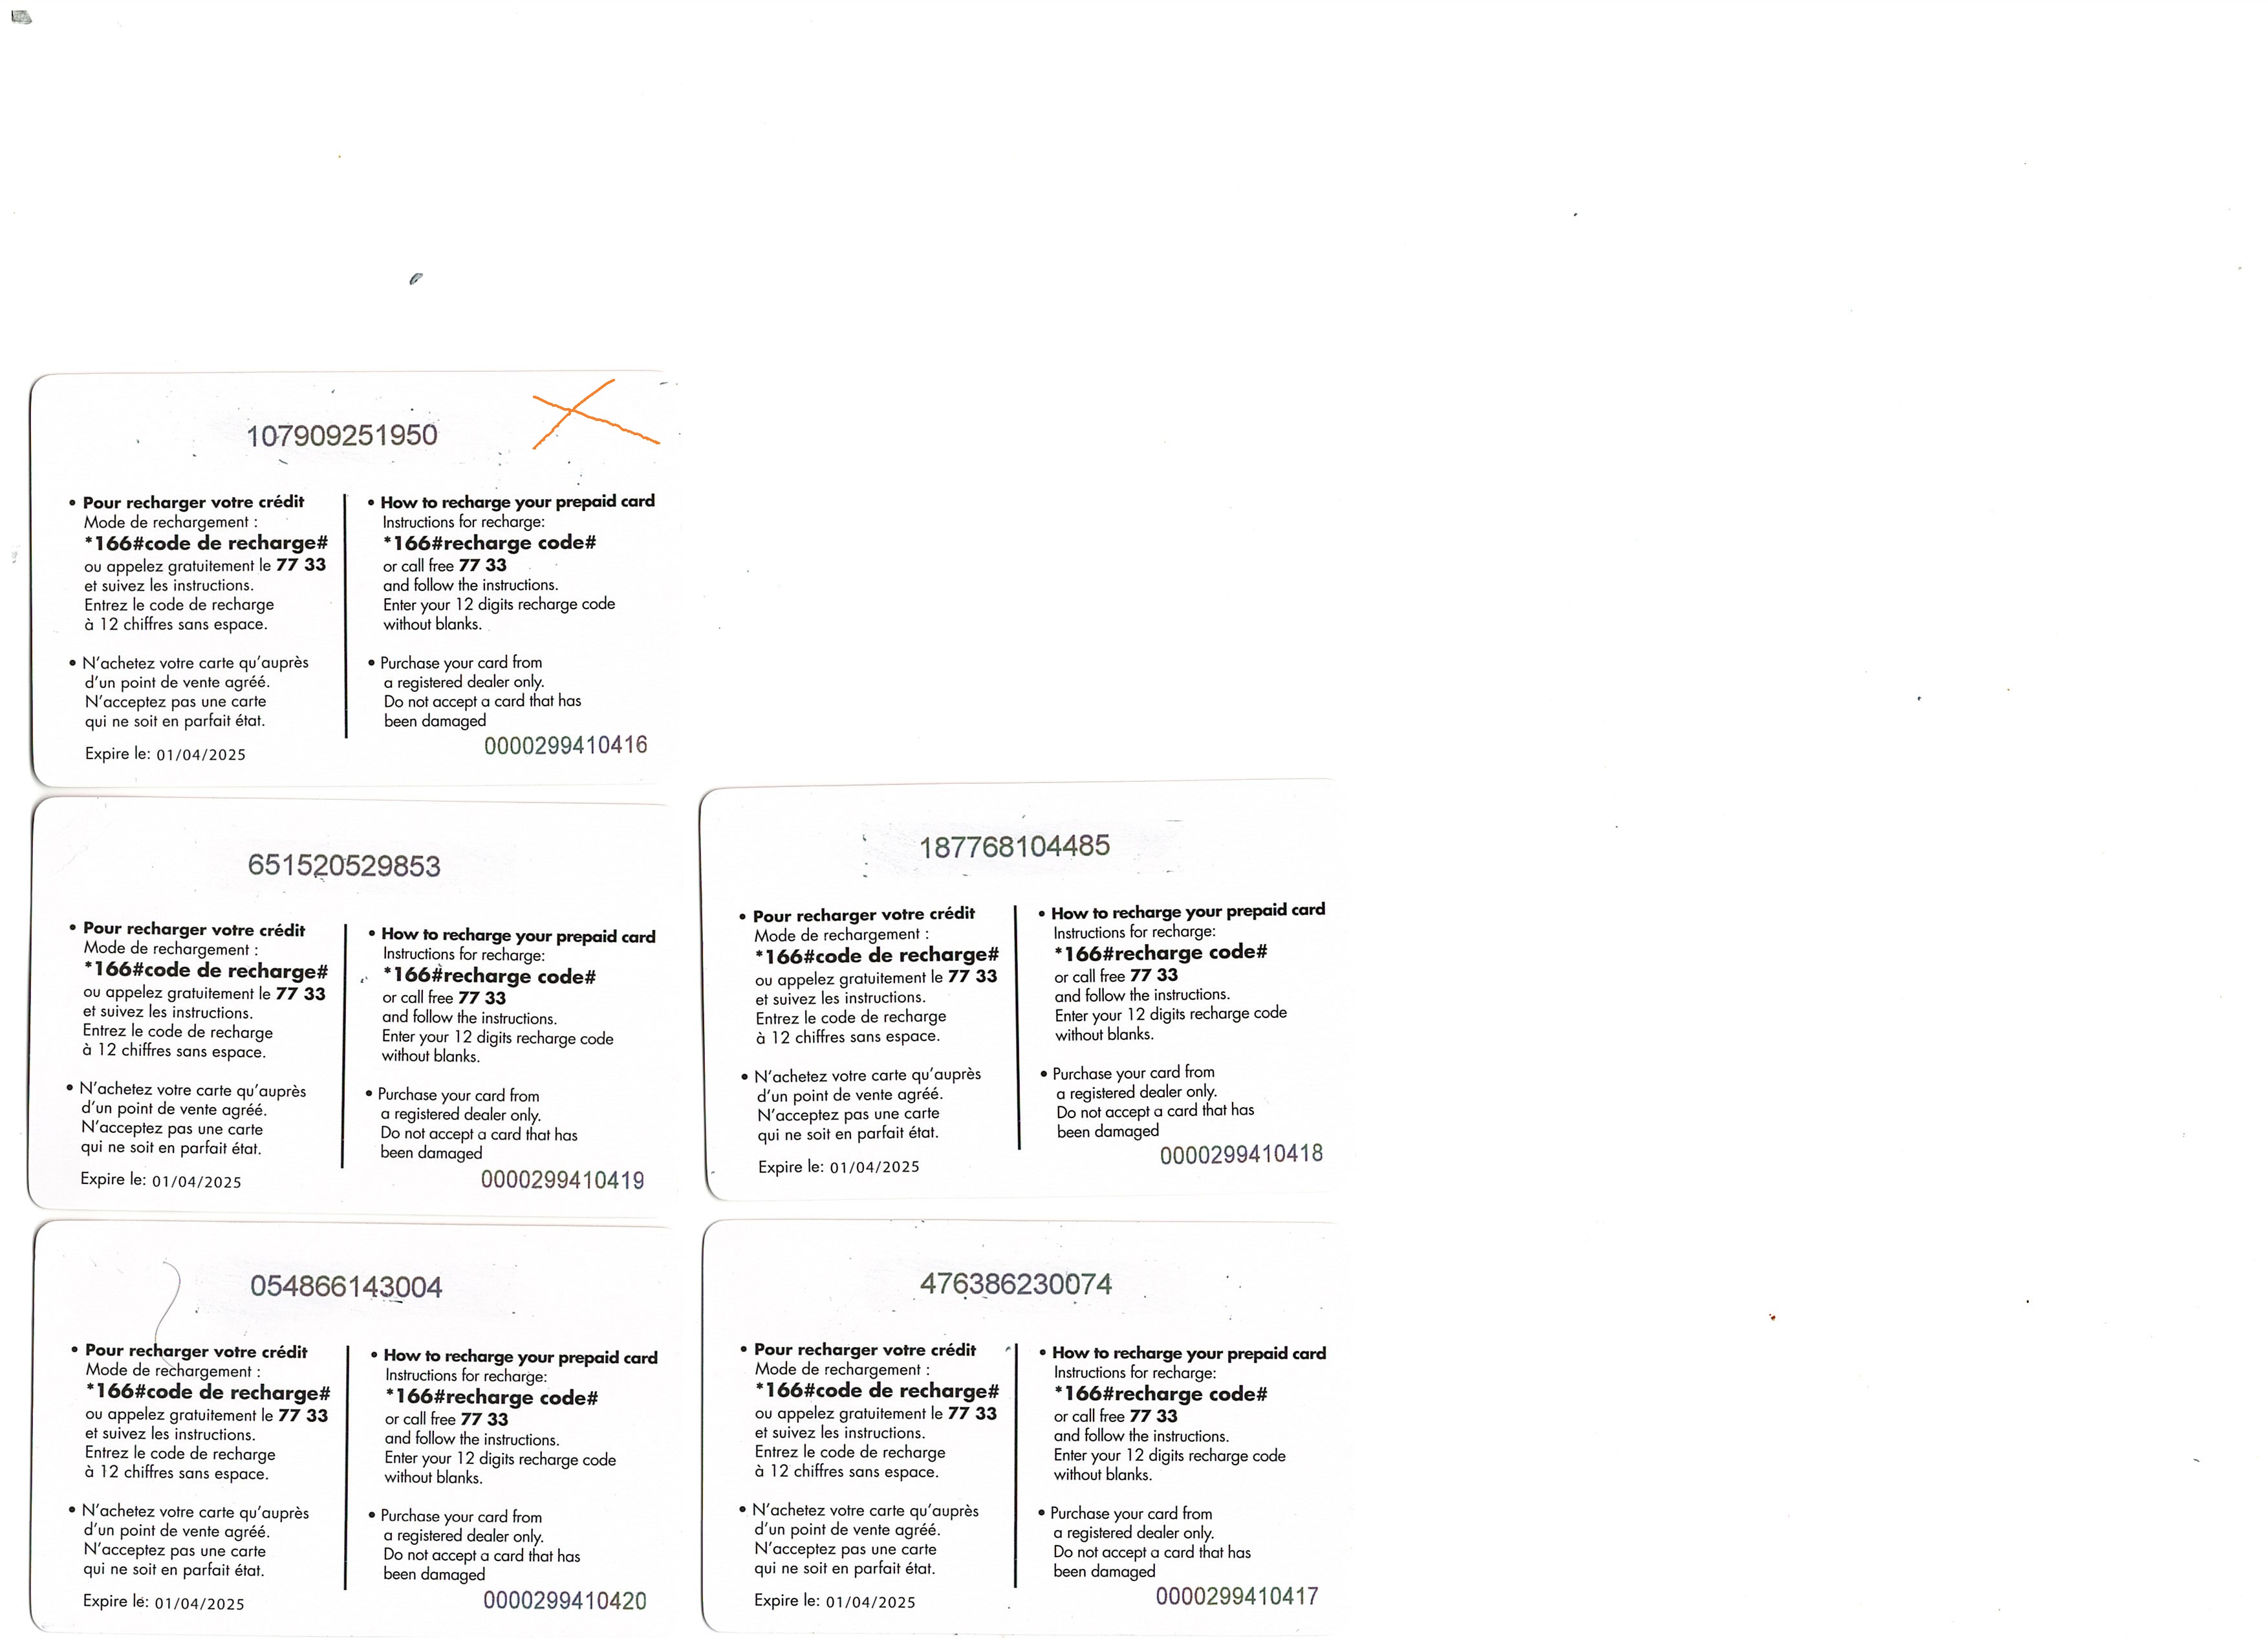 107909251950
• Pour recharger votre crédit
Mode de rechargement :
*166#code de recharge#
ou appelez gratuitement le 77 33
et suivez les instructions.
Entrez le code de recharge
à 12 chiffres sans espace.
• N'achetez votre carte qu'auprès
d'un point de vente agréé.
N'acceptez pas une carte
qui ne soit en parfait état.
Expire le: 01/04/2025
• How to recharge your prepaid card
Instructions for recharge:
*166#recharge code#
or call free 77 33
and follow the instructions.
Enter your 12 digits recharge code
without blanks.
• Purchase your card from
a registered dealer only.
Do not accept a card that has
been damaged
0000299410416
651520529853
• Pour recharger votre crédit
Mode de rechargement :
*166#code de recharge#
ou appelez gratuitement le 77 33
et suivez les instructions.
Entrez le code de recharge
à 12 chiffres sans espace.
• N'achetez votre carte qu'auprès
d'un point de vente agréé.
N'acceptez pas une carte
qui ne soit en parfait état.
Expire le: 01/04/2025
• How to recharge your prepaid card
Instructions for recharge:
*166#recharge code#
or call free 77 33
and follow the instructions.
Enter your 12 digits recharge code
without blanks.
• Purchase your card from
a registered dealer only.
Do not accept a card that has
been damaged
0000299410419
187768104485
• Pour recharger votre crédit
Mode de rechargement :
*166#code de recharge#
ou appelez gratuitement le 77 33
et suivez les instructions.
Entrez le code de recharge
à 12 chiffres sans espace.
• N'achetez votre carte qu'auprès
d'un point de vente agréé.
N'acceptez pas une carte
qui ne soit en parfait état.
Expire le: 01/04/2025
• How to recharge your prepaid card
Instructions for recharge:
*166#recharge code#
or call free 77 33
and follow the instructions.
Enter your 12 digits recharge code
without blanks.
• Purchase your card from
a registered dealer only.
Do not accept a card that has
been damaged
0000299410418
054866143004
• Pour recharger votre crédit
Mode de rechargement :
*166#code de recharge#
ou appelez gratuitement le 77 33
et suivez les instructions.
Entrez le code de recharge
à 12 chiffres sans espace.
• N'achetez votre carte qu'auprès
d'un point de vente agréé.
N'acceptez pas une carte
qui ne soit en parfait état.
Expire le: 01/04/2025
• How to recharge your prepaid card
Instructions for recharge:
*166#recharge code#
or call free 77 33
and follow the instructions.
Enter your 12 digits recharge code
without blanks.
• Purchase your card from
a registered dealer only.
Do not accept a card that has
been damaged
0000299410420
476386230074
• Pour recharger votre crédit
Mode de rechargement :
*166#code de recharge#
ou appelez gratuitement le 77 33
et suivez les instructions.
Entrez le code de recharge
à 12 chiffres sans espace.
• N'achetez votre carte qu'auprès
d'un point de vente agréé.
N'acceptez pas une carte
qui ne soit en parfait état.
Expire le: 01/04/2025
• How to recharge your prepaid card
Instructions for recharge:
*166#recharge code#
or call free 77 33
and follow the instructions.
Enter your 12 digits recharge code
without blanks.
• Purchase your card from
a registered dealer only.
Do not accept a card that has
been damaged
0000299410417